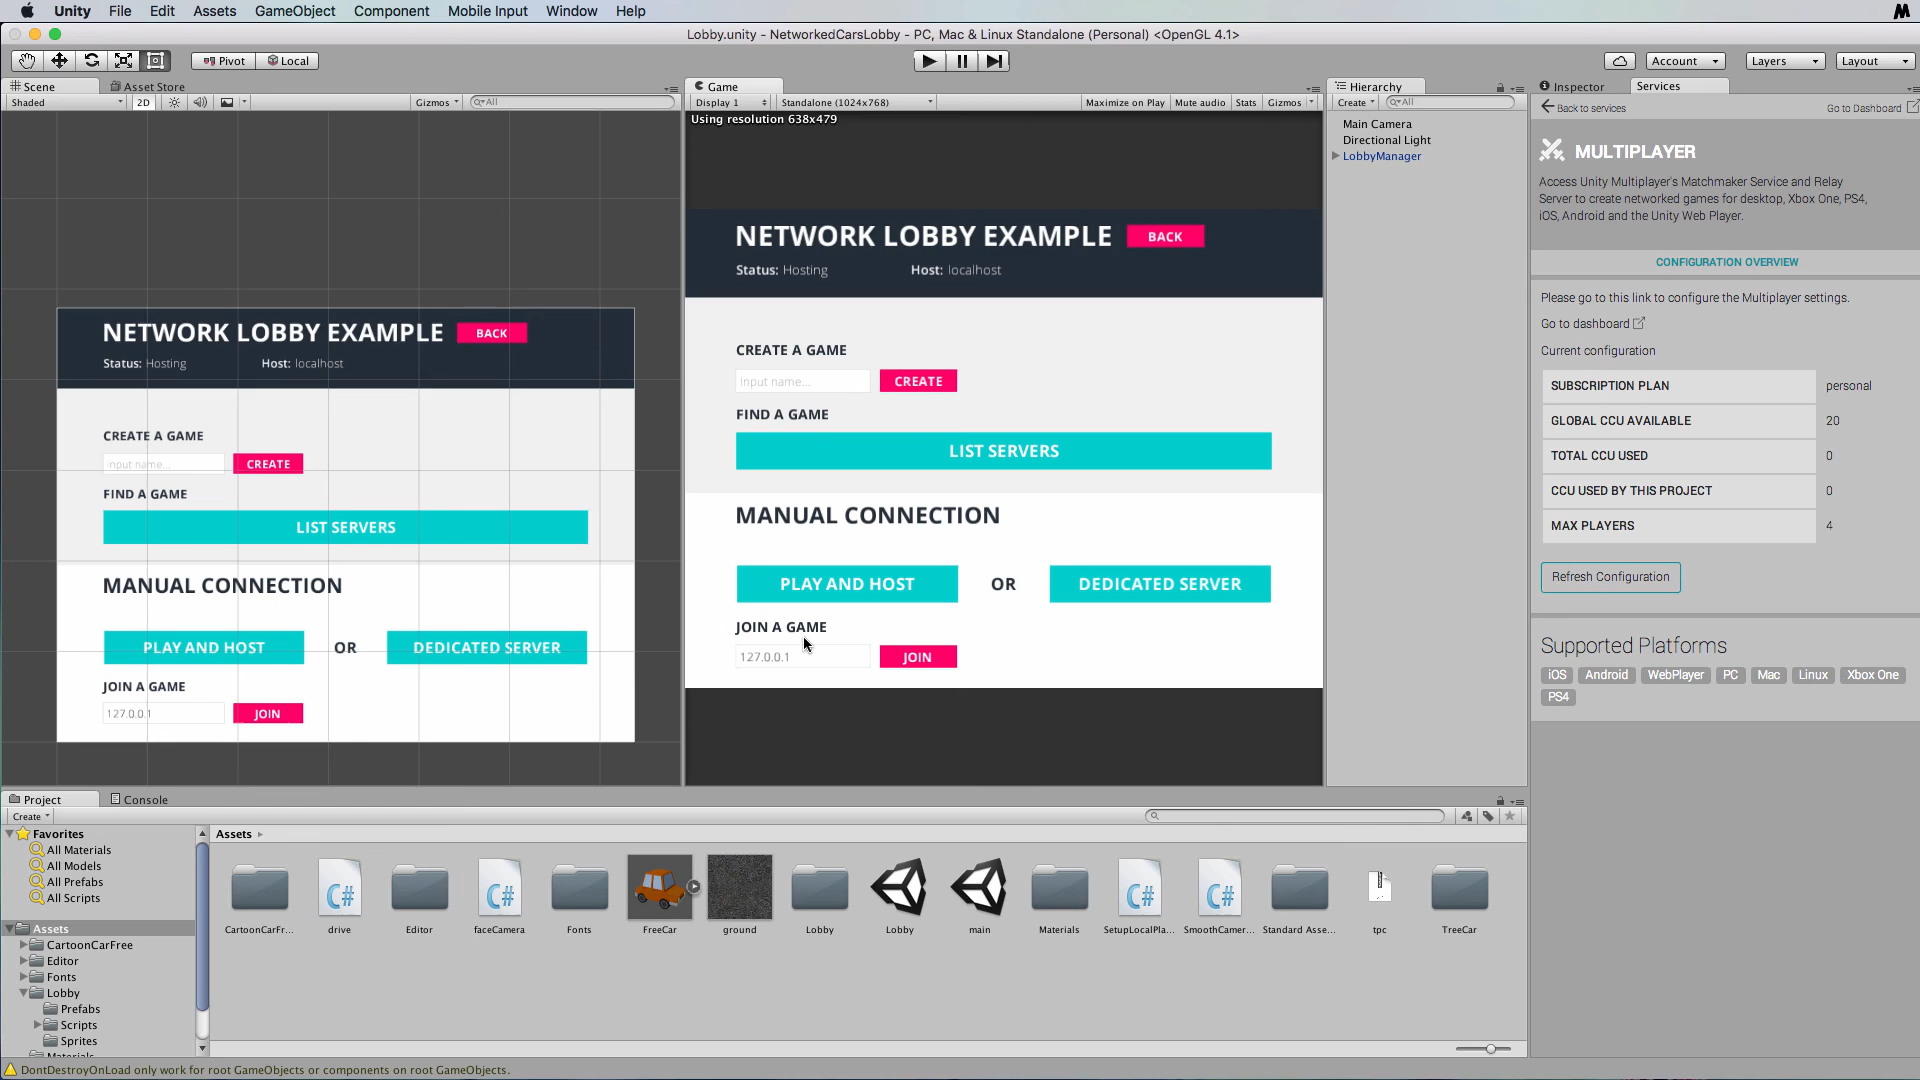 Unity File Edit Assets GameObject Component Mobile Input Window Help
Lobby.unity - NetworkedCarsLobby - PC, Mac & Linux Standalone (Personal) <OpenGL 4.1>
Pivot Local
Account Layers Layout
Scene Asset Store
Shaded 2D Gizmos All
NETWORK LOBBY EXAMPLE BACK
Status: Hosting Host: localhost
CREATE A GAME
Input name... CREATE
FIND A GAME
LIST SERVERS
MANUAL CONNECTION
PLAY AND HOST OR DEDICATED SERVER
JOIN A GAME
127.0.0.1 JOIN
Game
Display 1 Standalone (1024x768) Maximize on Play Mute audio Stats Gizmos
Using resolution 638x479
NETWORK LOBBY EXAMPLE BACK
Status: Hosting Host: localhost
CREATE A GAME
Input name... CREATE
FIND A GAME
LIST SERVERS
MANUAL CONNECTION
PLAY AND HOST OR DEDICATED SERVER
JOIN A GAME
127.0.0.1 JOIN
Hierarchy
Create All
Main Camera
Directional Light
LobbyManager
Inspector Services
Back to services Go to Dashboard
MULTIPLAYER
Access Unity Multiplayer's Matchmaker Service and Relay
Server to create networked games for desktop, Xbox One, PS4,
iOS, Android and the Unity Web Player.
CONFIGURATION OVERVIEW
Please go to this link to configure the Multiplayer settings.
Go to dashboard
Current configuration
SUBSCRIPTION PLAN personal
GLOBAL CCU AVAILABLE 20
TOTAL CCU USED 0
CCU USED BY THIS PROJECT 0
MAX PLAYERS 4
Refresh Configuration
Supported Platforms
iOS Android WebPlayer PC Mac Linux Xbox One
PS4
Project Console
Create
Favorites
All Materials
All Models
All Prefabs
All Scripts
Assets
CartoonCarFree
Editor
Fonts
Lobby
Prefabs
Scripts
Sprites
Materials
Assets
CartoonCarFr... drive Editor faceCamera Fonts FreeCar ground Lobby Lobby main Materials SetupLocalPla... SmoothCamer... Standard Asse... tpc TreeCar
DontDestroyOnLoad only work for root GameObjects or components on root GameObjects.